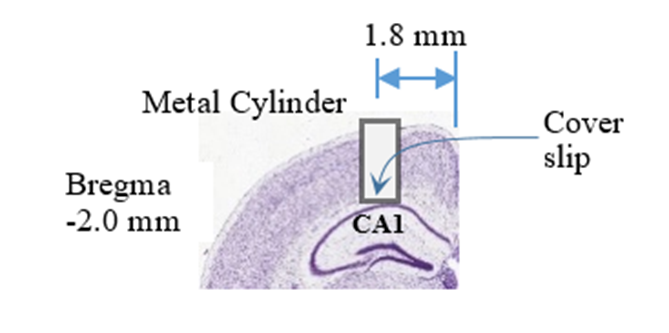 1.8 mm
Metal Cylinder
Cover
slip
Bregma
-2.0 mm
CA1